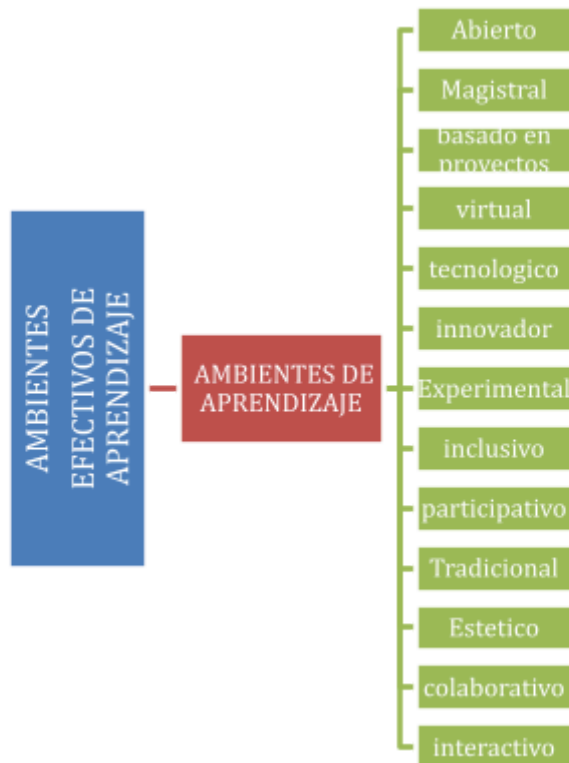 AMBIENTES
EFECTIVOS DE
APRENDIZAJE
AMBIENTES DE
APRENDIZAJE
Abierto
Magistral
basado en
proyectos
virtual
tecnologico
innovador
Experimental
inclusivo
participativo
Tradicional
Estetico
colaborativo
interactivo